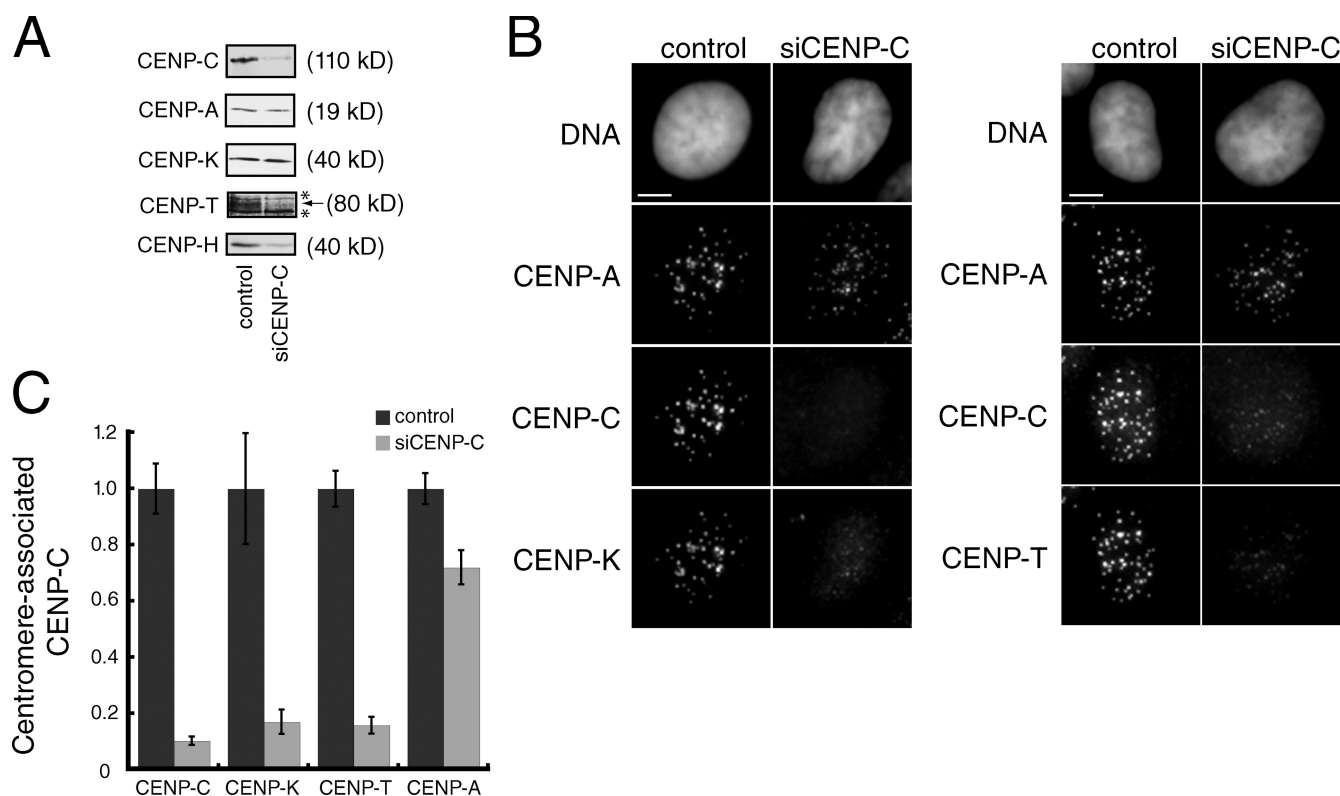 A
CENP-C (110 kD)
CENP-A (19 kD)
CENP-K (40 kD)
CENP-T * (80 kD)
*
CENP-H (40 kD)
control
siCENP-C
B
control siCENP-C
DNA
CENP-A
CENP-C
CENP-K
control siCENP-C
DNA
CENP-A
CENP-C
CENP-T
C
control
siCENP-C
Centromere-associated
CENP-C
1.2
1.0
0.8
0.6
0.4
0.2
0
CENP-C CENP-K CENP-T CENP-A